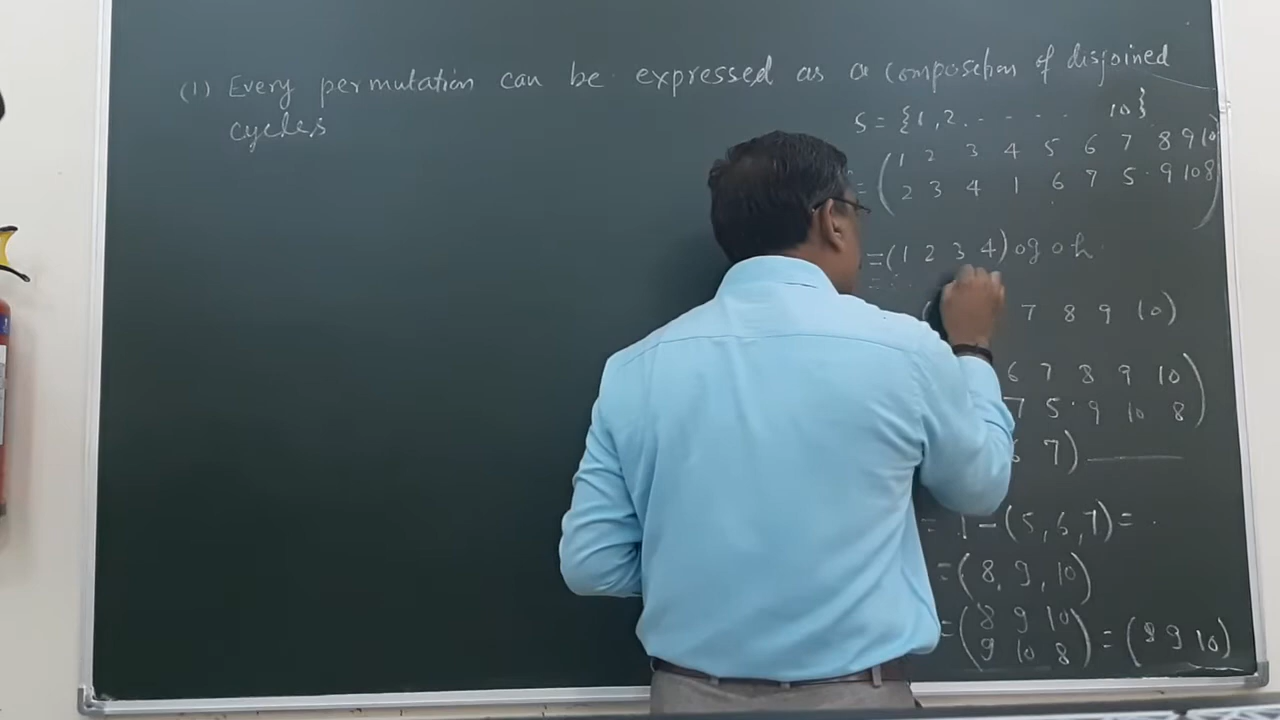 (1) Every permutation can be expressed as a composetion of disjoined
cycles
S = {1, 2 . - - - . . 10}
= (1 2 3 4 5 6 7 8 9 10
2 3 4 1 6 7 5 9 10 8)
= (1 2 3 4) o g o h
( 7 8 9 10)
6 7 8 9 10)
7 5 9 10 8)
6 7)
= 1 - (5, 6, 7) =
= (8, 9, 10)
= (8 9 10
9 10 8) = (8 9 10)